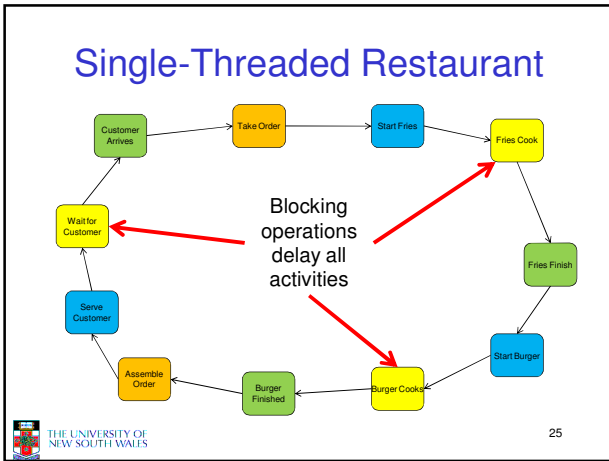 Single-Threaded Restaurant
Customer
Arrives
Take Order
Start Fries
Fries Cook
Fries Finish
Start Burger
Burger Cooks
Burger
Finished
Assemble
Order
Serve
Customer
Wait for
Customer
Blocking
operations
delay all
activities
THE UNIVERSITY OF
NEW SOUTH WALES
25